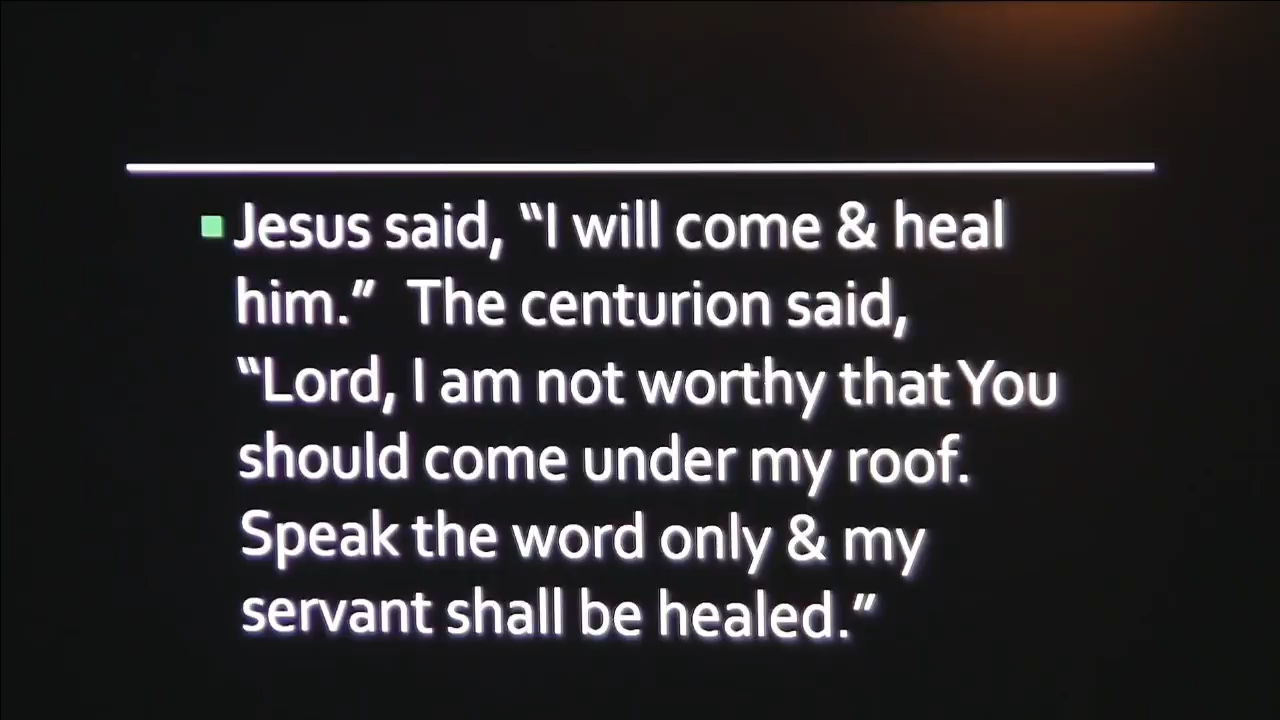 Jesus said, “I will come & heal
him.” The centurion said,
“Lord, I am not worthy that You
should come under my roof.
Speak the word only & my
servant shall be healed.”